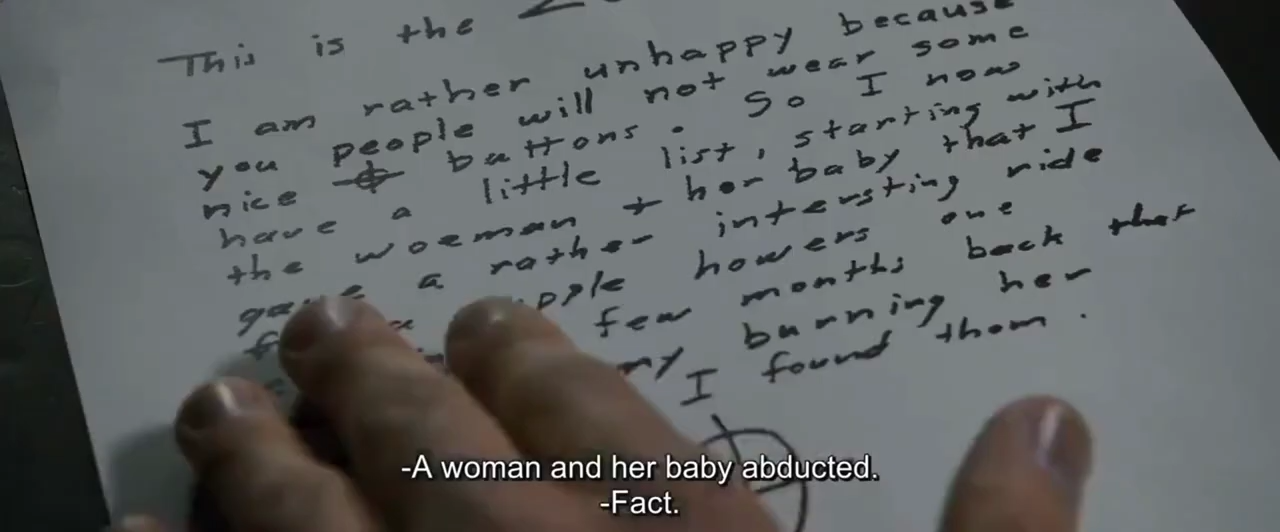 This is the
I am rather unhappy because
you people will not wear some
nice buttons. So I now
have a little list, starting with
the woeman + her baby that I
gave a rather intersting ride
howers one
few months back that
my burning her
I found them.
-A woman and her baby abducted.
-Fact.